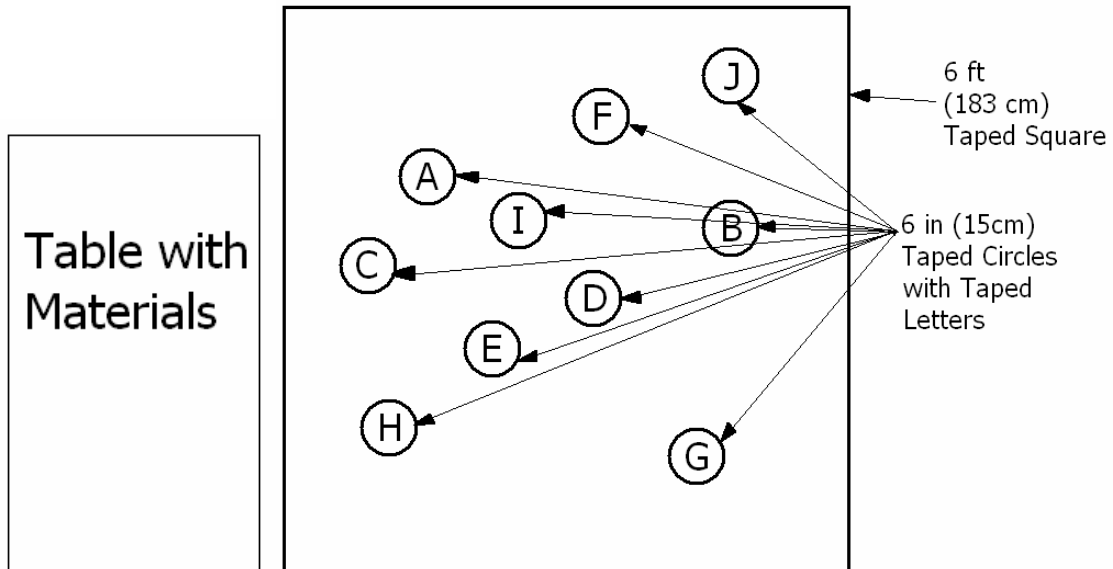 J
F
A
I
B
C
D
E
H
G
Table with
Materials
6 ft
(183 cm)
Taped Square
6 in (15cm)
Taped Circles
with Taped
Letters